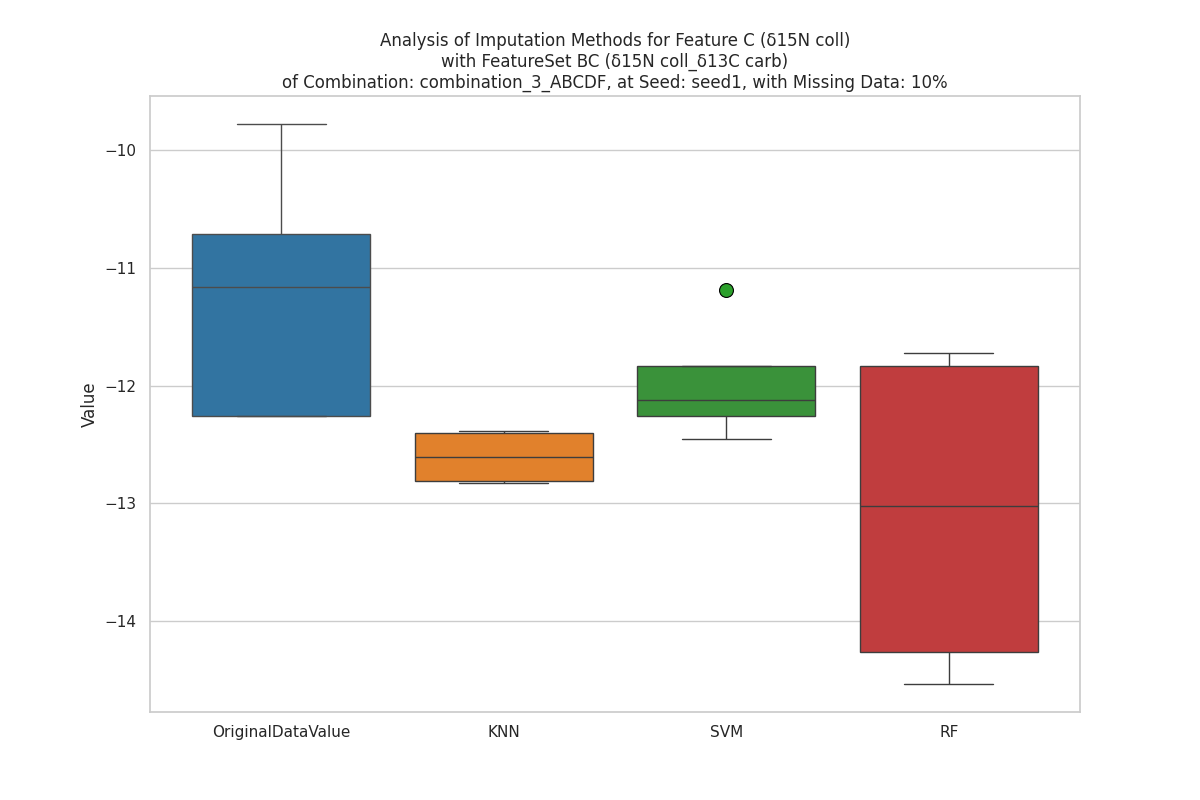 Analysis of Imputation Methods for Feature C (δ15N coll)
with FeatureSet BC (δ15N coll_δ13C carb)
of Combination: combination_3_ABCDF, at Seed: seed1, with Missing Data: 10%
−10
−11
−12
−13
−14
Value
OriginalDataValue
KNN
SVM
RF